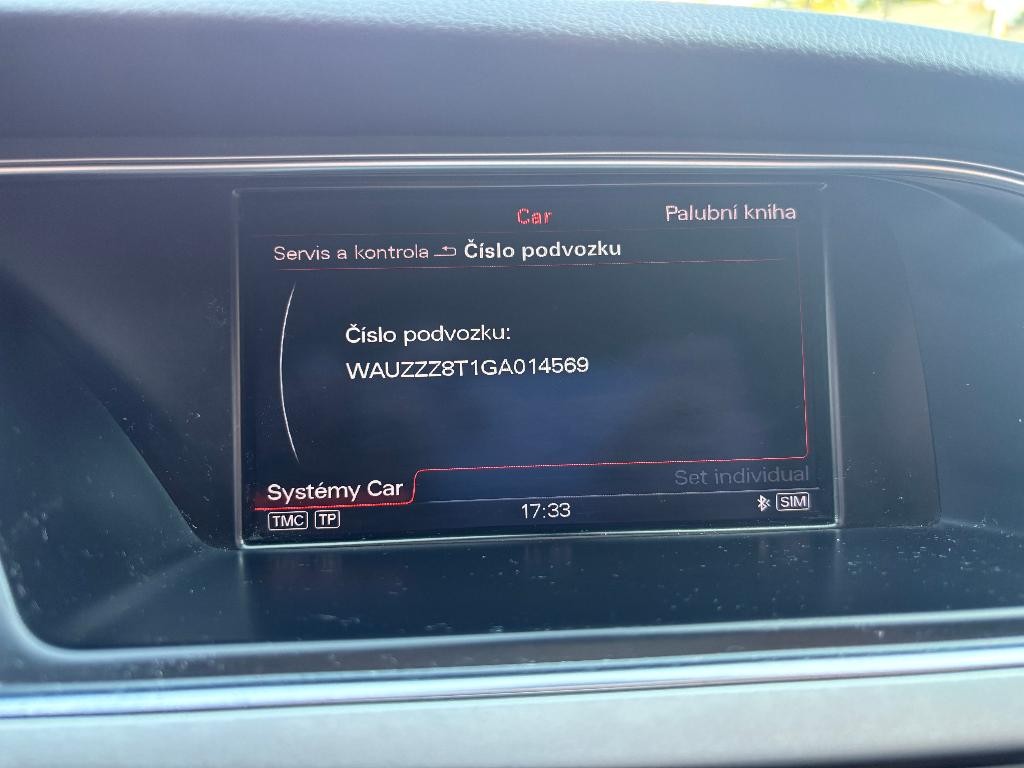 Car
Palubní kniha
Servis a kontrola Číslo podvozku
Číslo podvozku:
WAUZZZ8T1GA014569
Set individual
Systémy Car
TMC TP 17:33 SIM